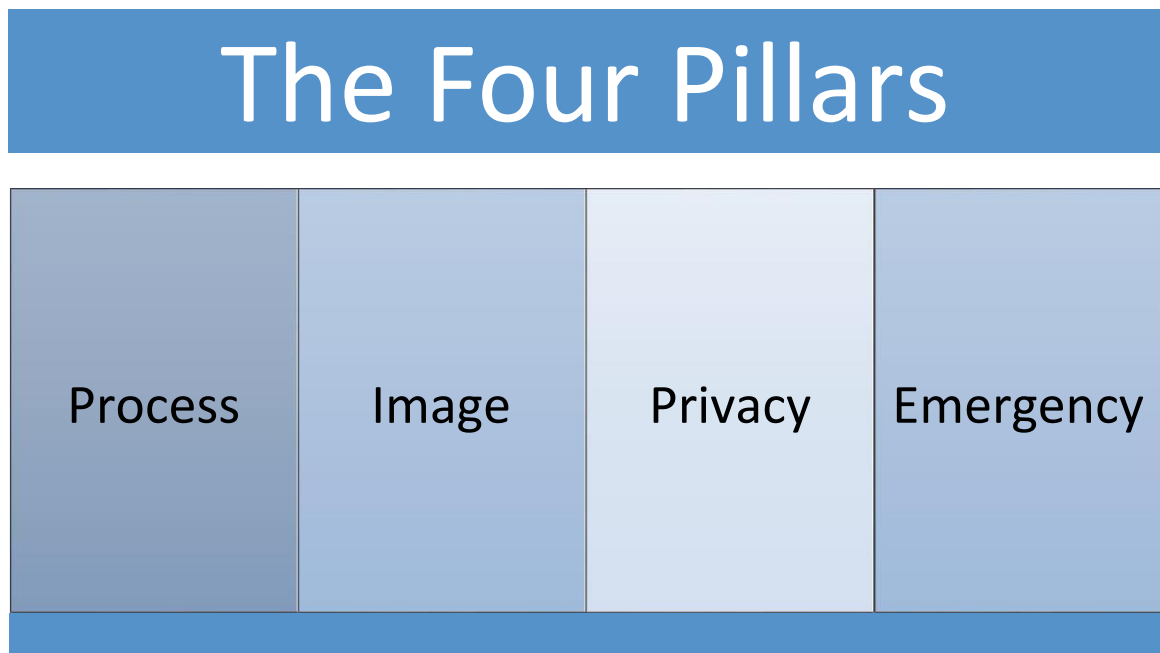 The Four Pillars
Process
Image
Privacy
Emergency